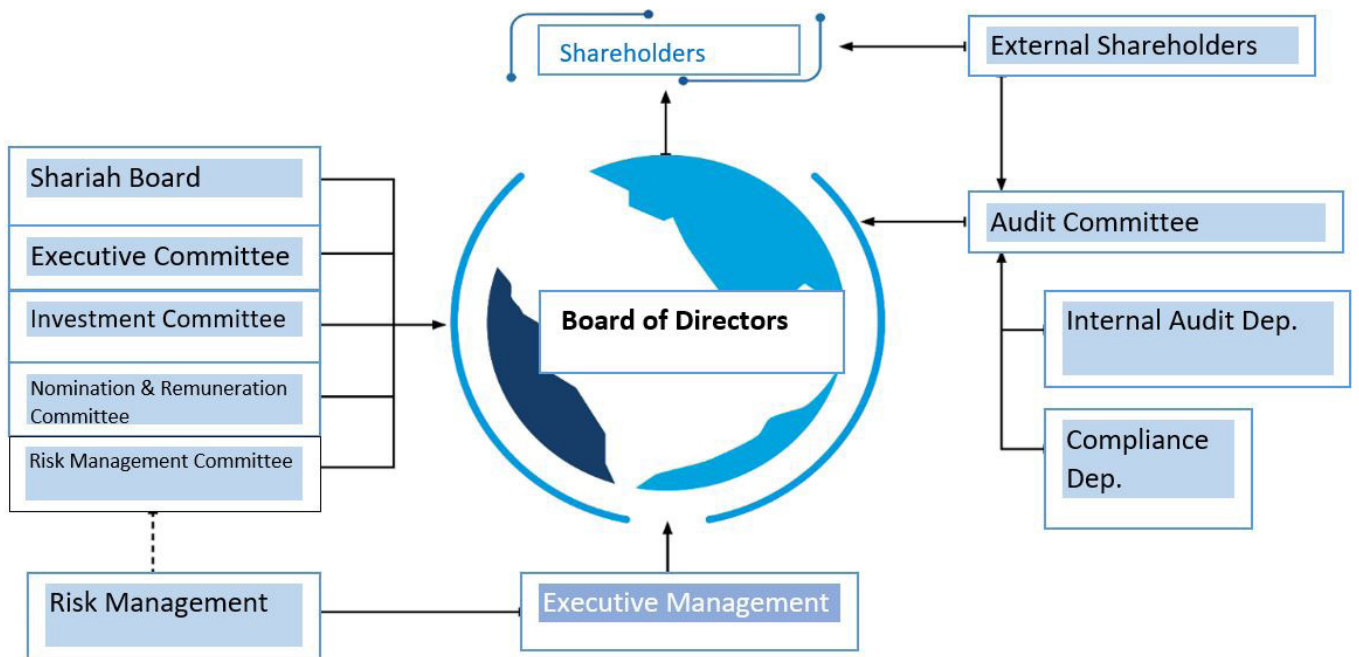 Shareholders
External Shareholders
Shariah Board
Executive Committee
Investment Committee
Nomination & Remuneration
Committee
Risk Management Committee
Board of Directors
Audit Committee
Internal Audit Dep.
Compliance
Dep.
Risk Management
Executive Management